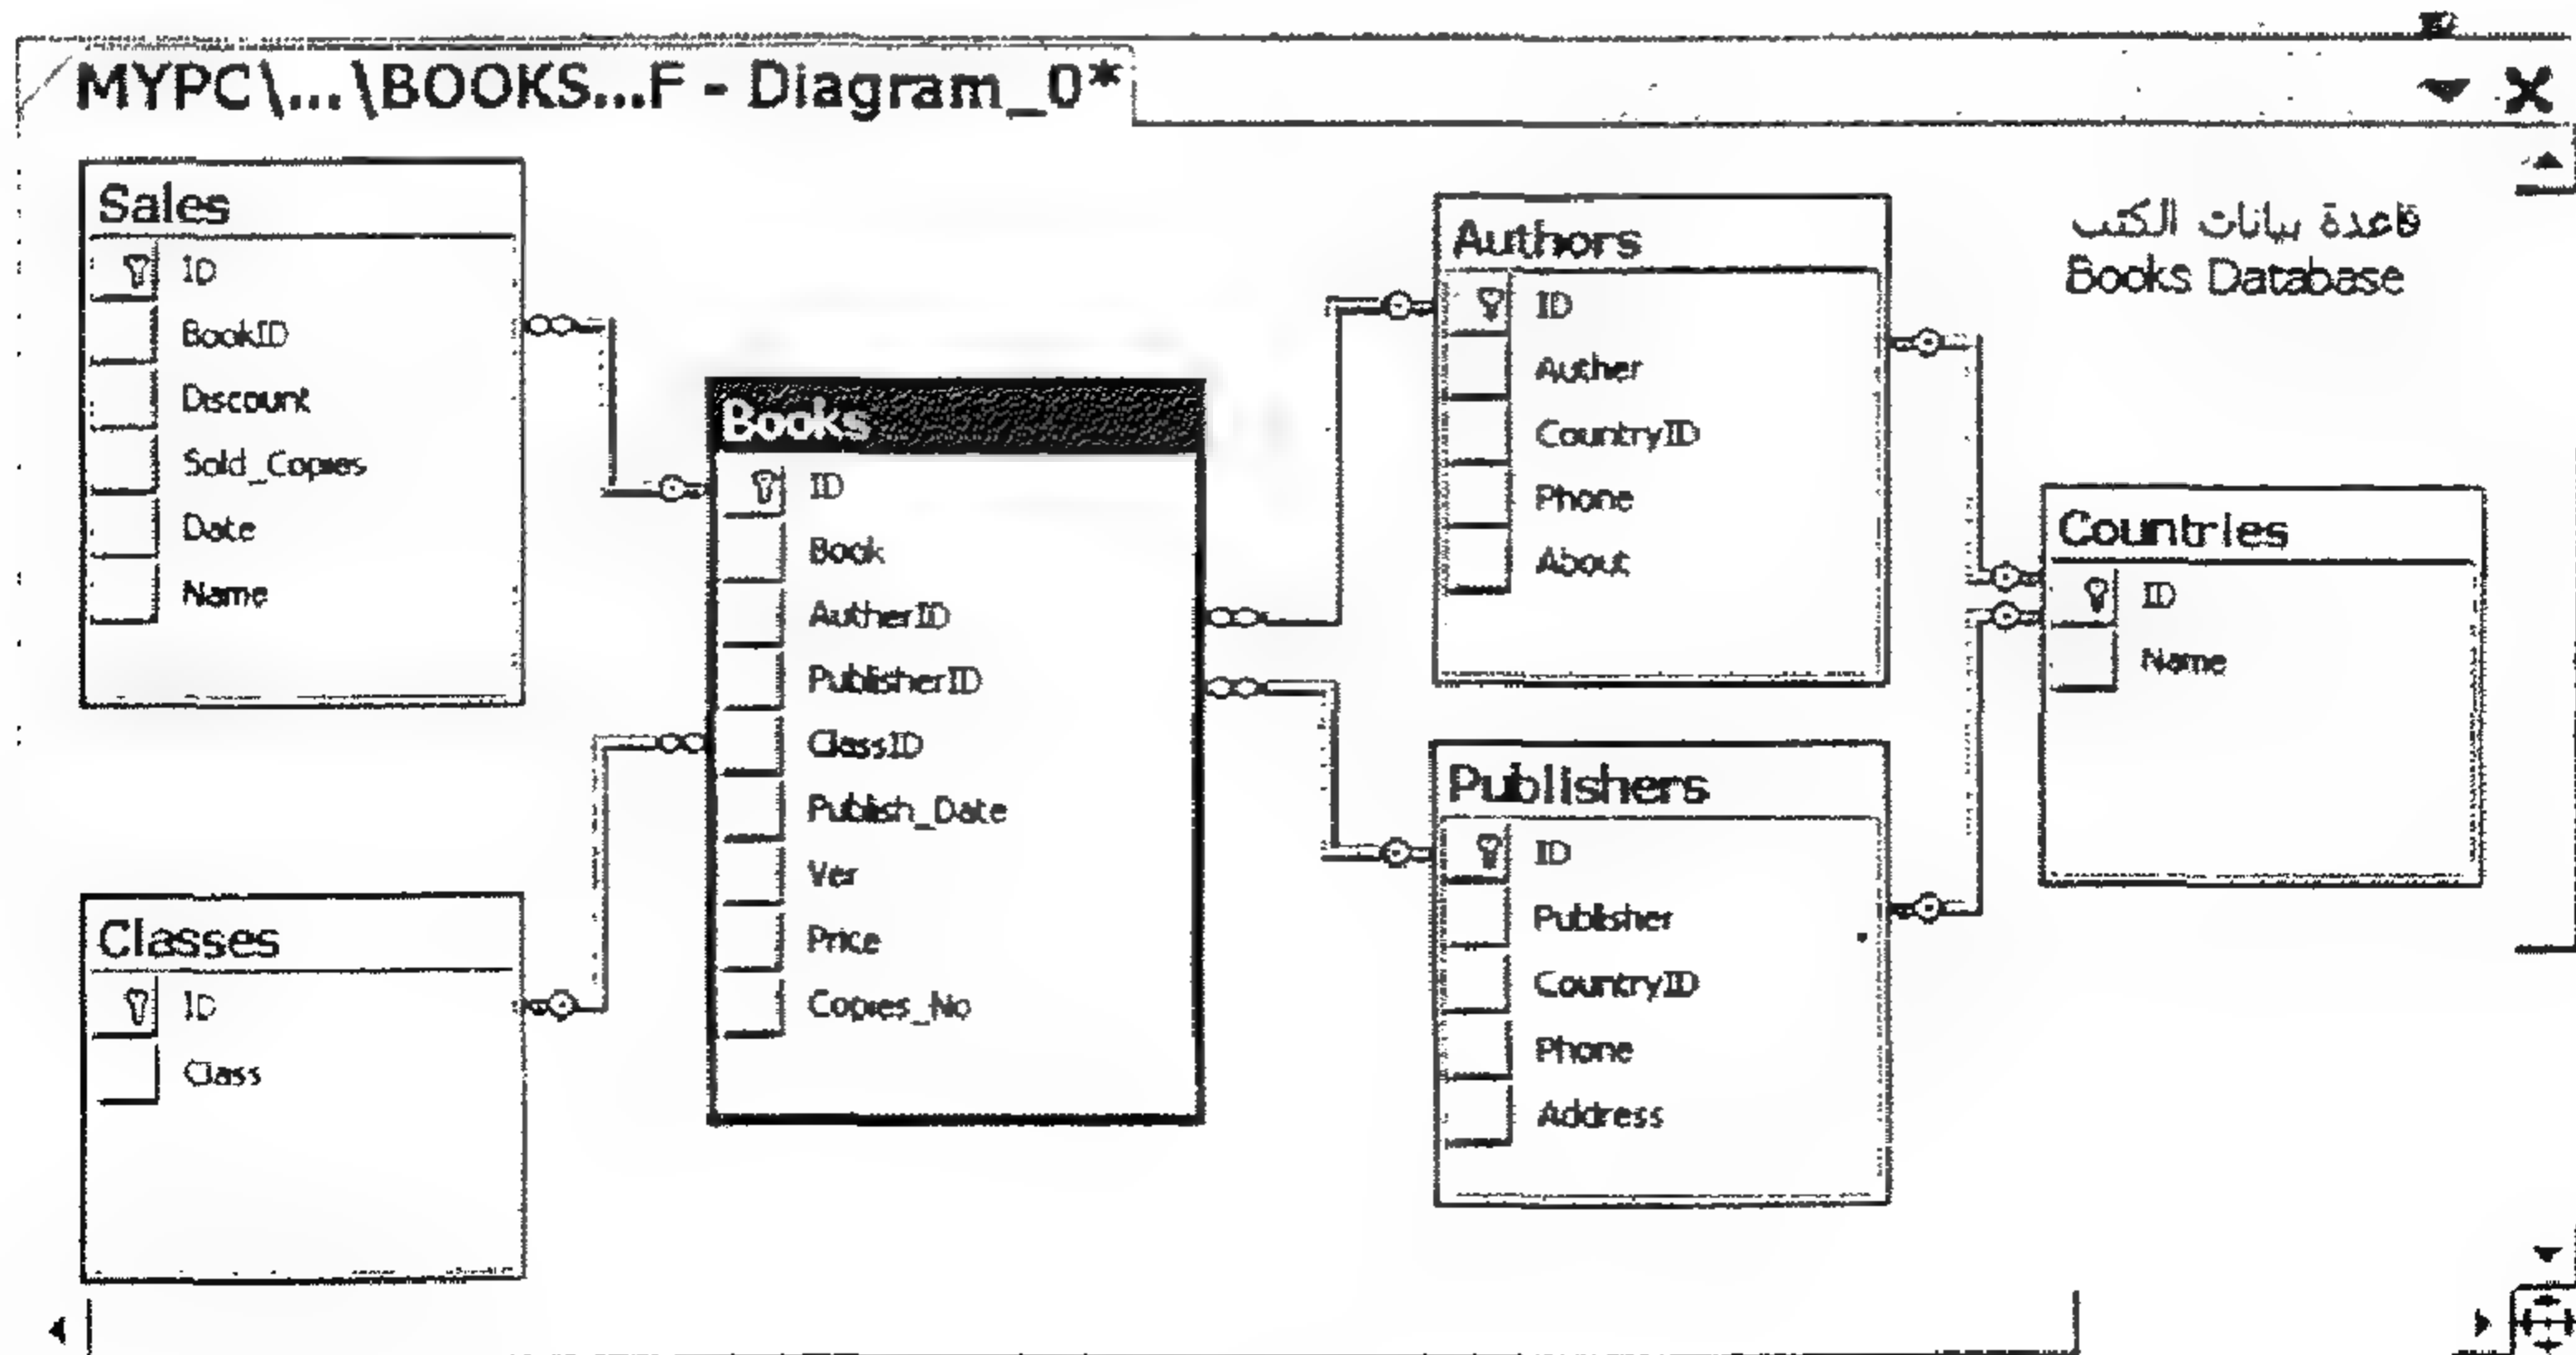 MYPC\...\BOOKS...F - Diagram_0*
Sales
ID
BookID
Discount
Sold_Copies
Date
Name
Classes
ID
Class
Books
ID
Book
AutherID
PublisherID
ClassID
Publish_Date
Ver
Price
Copies_No
Authors
ID
Auther
CountryID
Phone
About
Publishers
ID
Publisher
CountryID
Phone
Address
قاعدة بيانات الكتب
Books Database
Countries
ID
Name